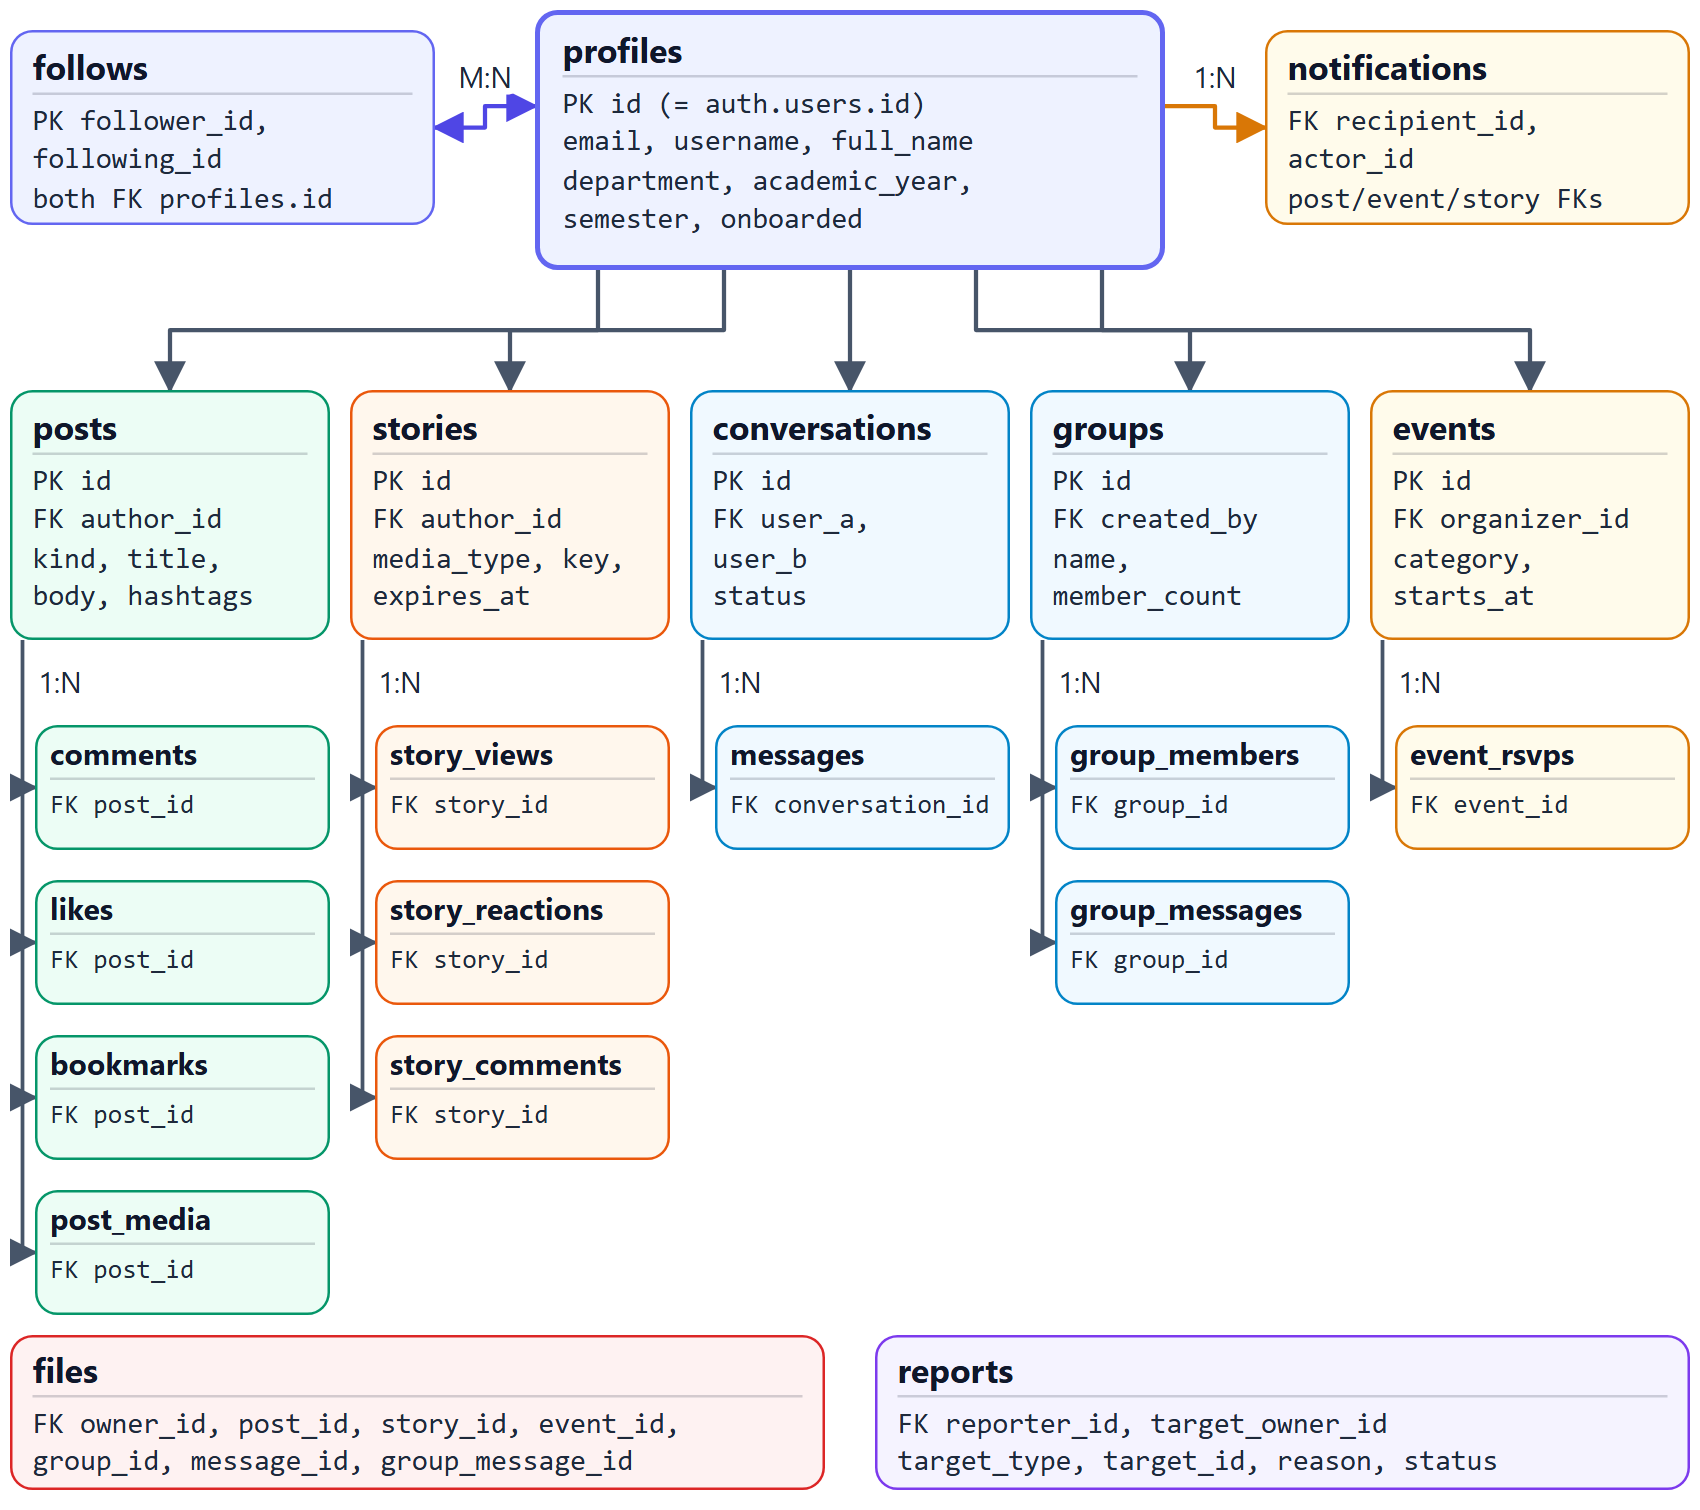 follows
PK follower_id,
following_id
both FK profiles.id
M:N
profiles
PK id (= auth.users.id)
email, username, full_name
department, academic_year,
semester, onboarded
1:N
notifications
FK recipient_id,
actor_id
post/event/story FKs
posts
PK id
FK author_id
kind, title,
body, hashtags
stories
PK id
FK author_id
media_type, key,
expires_at
conversations
PK id
FK user_a,
user_b
status
groups
PK id
FK created_by
name,
member_count
events
PK id
FK organizer_id
category,
starts_at
1:N
comments
FK post_id
likes
FK post_id
bookmarks
FK post_id
post_media
FK post_id
1:N
story_views
FK story_id
story_reactions
FK story_id
story_comments
FK story_id
1:N
messages
FK conversation_id
1:N
group_members
FK group_id
group_messages
FK group_id
1:N
event_rsvps
FK event_id
files
FK owner_id, post_id, story_id, event_id,
group_id, message_id, group_message_id
reports
FK reporter_id, target_owner_id
target_type, target_id, reason, status